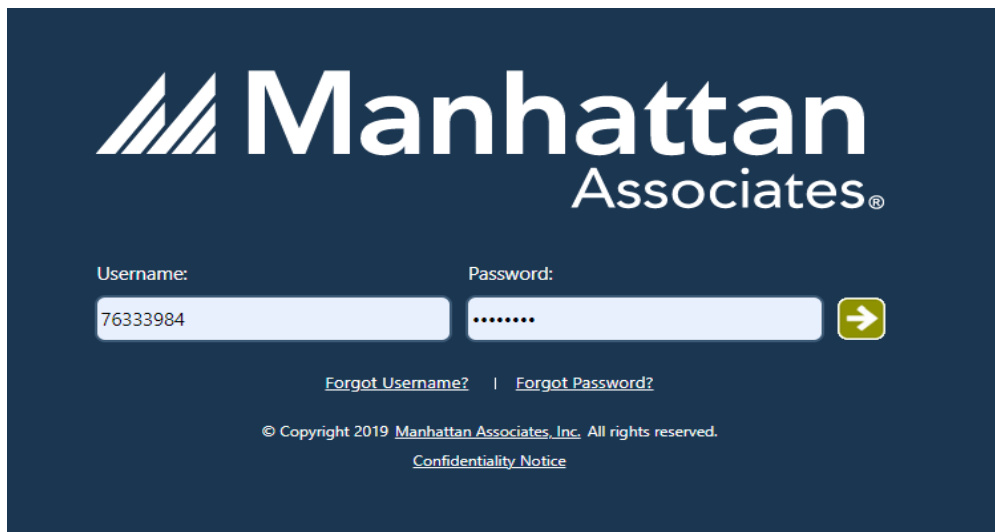 Manhattan
Associates®
Username: Password:
76333984 ••••••••
Forgot Username? | Forgot Password?
© Copyright 2019 Manhattan Associates, Inc. All rights reserved.
Confidentiality Notice